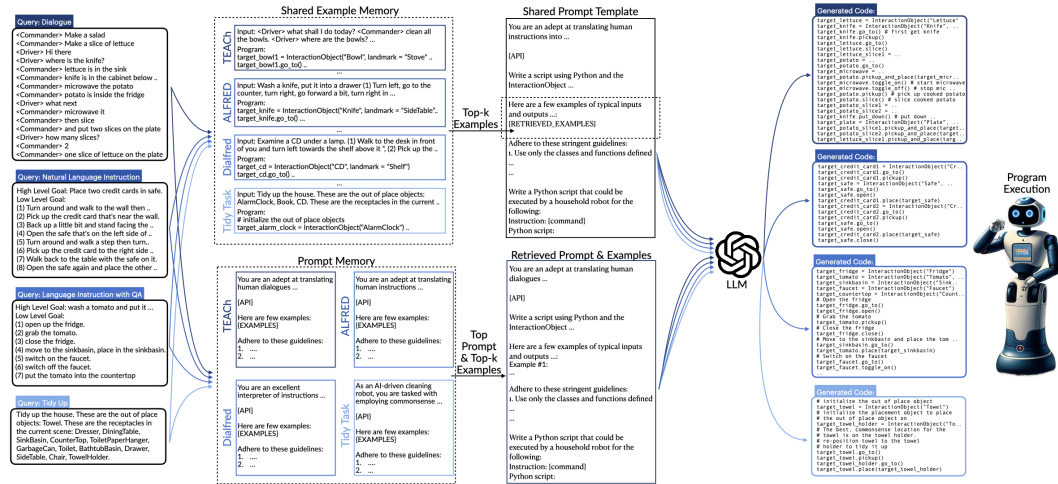 Query: Dialogue
<Commander> Make a salad
<Commander> Make a slice of lettuce
<Driver> Hi there
<Driver> where is the knife?
<Commander> lettuce is in the sink
<Commander> knife is in the cabinet below ..
<Commander> microwave the potato
<Commander> potato is inside the fridge
<Driver> what next
<Commander> microwave it
<Commander> then slice
<Commander> and put two slices on the plate
<Driver> how many slices?
<Commander> 2
<Commander> one slice of lettuce on the plate
Query: Natural Language Instruction
High Level Goal: Place two credit cards in safe.
Low Level Goal:
(1) Turn around and walk to the wall then ..
(2) Pick up the credit card that's near the wall.
(3) Back up a little bit and stand facing the ..
(4) Open the safe that's on the left side of ..
(5) Turn around and walk a step then turn..
(6) Pick up the credit card to the right side ..
(7) Walk back to the table with the safe on it.
(8) Open the safe again and place the other ..
Query: Language Instruction with QA
High Level Goal: wash a tomato and put it ...
Low Level Goal:
(1) open up the fridge.
(2) grab the tomato.
(3) close the fridge.
(4) move to the sinkbasin, place in the sinkbasin.
(5) switch on the faucet.
(6) switch off the faucet.
(7) put the tomato into the countertop
Query: Tidy Up
Tidy up the house. These are the out of place
objects: Towel. These are the receptacles in
the current scene: Dresser, DiningTable,
SinkBasin, CounterTop, ToiletPaperHanger,
GarbageCan, Toilet, BathtubBasin, Drawer,
SideTable, Chair, TowelHolder.
Shared Example Memory
TEACh
Input: <Driver> what shall I do today? <Commander> clean all
the bowls. <Driver> where are the bowls? ...
Program:
target_bowl1 = InteractionObject("Bowl", landmark = "Stove" ..
target_bowl1.go_to() ..
...
ALFRED
Input: Wash a knife, put it into a drawer (1) Turn left, go to the
counter, turn right, go forward a bit, turn right in ...
Program:
target_knife = InteractionObject("Knife", landmark = "SideTable"..
target_knife.go_to() ...
...
Dialfred
Input: Examine a CD under a lamp. (1) Walk to the desk in front
of you and turn left towards the shelf above it ", (2) Pick up the ..
Program:
target_cd = InteractionObject("CD", landmark = "Shelf")
target_cd.go_to() ..
...
Tidy Task
Input: Tidy up the house. These are the out of place objects:
AlarmClock, Book, CD. These are the receptacles in the current ..
Program:
# initialize the out of place objects
target_alarm_clock = InteractionObject("AlarmClock") ..
Prompt Memory
TEACh
You are an adept at translating
human dialogues ...
[API]
Here are few examples:
{EXAMPLES}
Adhere to these guidelines:
1. ....
2. ...
ALFRED
You are an adept at translating
human instructions ...
[API]
Here are few examples:
{EXAMPLES}
Adhere to these guidelines:
1. ....
2. ...
Dialfred
You are an excellent
interpreter of instructions ...
[API]
Here are few examples:
{EXAMPLES}
Adhere to these guidelines:
1. ....
2. ...
Tidy Task
As an AI-driven cleaning
robot, you are tasked with
employing commonsense ...
[API]
Here are few examples:
{EXAMPLES}
Adhere to these guidelines:
1. ....
2. ...
Top-k
Examples
Top
Prompt
& Top-k
Examples
Shared Prompt Template
You are an adept at translating human
instructions into ...
[API]
Write a script using Python and the
InteractionObject ...
Here are a few examples of typical inputs
and outputs ...:
{RETRIEVED_EXAMPLES}
Adhere to these stringent guidelines:
1. Use only the classes and functions defined
...
...
Write a Python script that could be
executed by a household robot for the
following:
Instruction: [command]
Python script:
Retrieved Prompt & Examples
You are an adept at translating human
dialogues ...
[API]
Write a script using Python and the
InteractionObject ...
Here are a few examples of typical inputs
and outputs ...:
Example #1:
...
Adhere to these stringent guidelines:
1. Use only the classes and functions defined
...
...
Write a Python script that could be
executed by a household robot for the
following:
Instruction: [command]
Python script:
LLM
Generated Code:
target_lettuce = InteractionObject("Lettuce"
target_knife = InteractionObject("Knife", ..
target_knife.go_to() # first get knife
target_knife.pickup()
target_lettuce.go_to()
target_lettuce.slice()
target_lettuce_slice1 = ..
target_potato = ..
target_potato.go_to()
target_microwave = ..
target_potato.pickup_and_place(target_micr..
target_microwave.toggle_on() # start microwave
target_microwave.toggle_off() # stop mic ...
target_potato.pickup() # pick up cooked potato
target_potato.slice() # slice cooked potato
target_potato_slice1 = ..
target_potato_slice2 = ..
target_knife.put_down() # put down ..
target_plate = InteractionObject("Plate", ..
target_potato_slice1.pickup_and_place(target..
target_potato_slice2.pickup_and_place(target..
target_lettuce_slice1.pickup_and_place(targ..
Generated Code:
target_credit_card1 = InteractionObject("Cr..
target_credit_card1.go_to()
target_credit_card1.pickup()
target_safe = InteractionObject("Safe", ..
target_safe.go_to()
target_safe.open()
target_credit_card1.place(target_safe)
target_credit_card2 = InteractionObject("Cr..
target_credit_card2.go_to()
target_credit_card2.pickup()
target_safe.go_to()
target_safe.open()
target_credit_card2.place(target_safe)
target_safe.close()
Generated Code:
target_fridge = InteractionObject("Fridge")
target_tomato = InteractionObject("Tomato", ..
target_sinkbasin = InteractionObject("Sink..
target_faucet = InteractionObject("Faucet")
target_countertop = InteractionObject("Count..
# Open the fridge
target_fridge.go_to()
target_fridge.open()
# Grab the tomato
target_tomato.pickup()
# Close the fridge
target_fridge.close()
# Move to the sinkbasin and place the tom ..
target_sinkbasin.go_to()
target_tomato.place(target_sinkbasin)
# Switch on the faucet
target_faucet.go_to()
target_faucet.toggle_on()
..
Generated Code:
# initialize the out of place object
target_towel = InteractionObject("Towel")
# initialize the placement object to place
# the out of place object on
target_towel_holder = InteractionObject("To..
# The best, commonsense location for the
# towel is on the towel holder.
# re-position towel to the towel
# holder to tidy it up
target_towel.go_to()
target_towel.pickup()
target_towel_holder.go_to()
target_towel.place(target_towel_holder)
Program
Execution